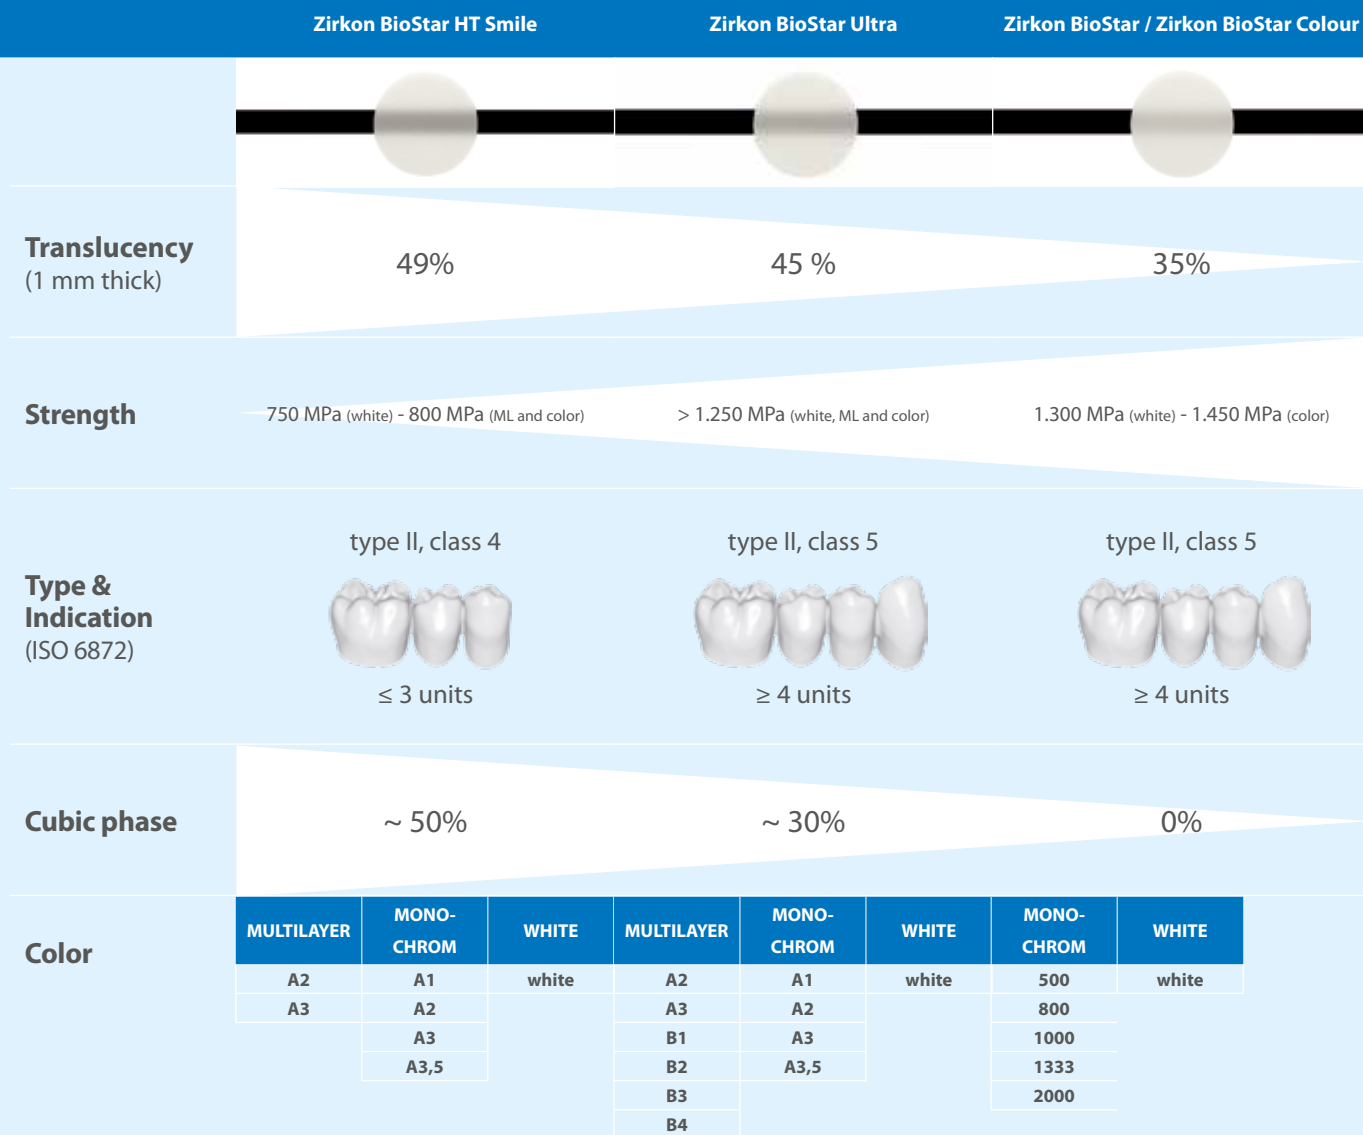 Zirkon BioStar HT Smile Zirkon BioStar Ultra Zirkon BioStar / Zirkon BioStar Colour
Translucency
(1 mm thick)
49% 45 % 35%
Strength
750 MPa (white) - 800 MPa (ML and color) > 1.250 MPa (white, ML and color) 1.300 MPa (white) - 1.450 MPa (color)
Type &
Indication
(ISO 6872)
type II, class 4 type II, class 5 type II, class 5
≤ 3 units ≥ 4 units ≥ 4 units
Cubic phase
~ 50% ~ 30% 0%
Color
MULTILAYER MONO-
CHROM WHITE MULTILAYER MONO-
CHROM WHITE MONO-
CHROM WHITE
A2 A1 white A2 A1 white 500 white
A3 A2 A3 A2 800
A3 B1 A3 1000
A3,5 B2 A3,5 1333
B3 2000
B4